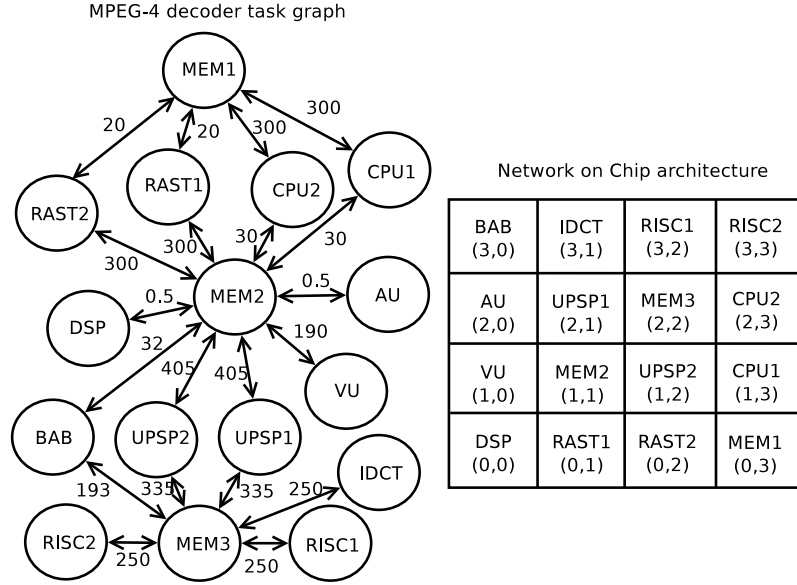 MPEG-4 decoder task graph
MEM1
20
20
300
300
RAST2
RAST1
CPU2
CPU1
300
300
30
30
MEM2
0.5
0.5
DSP
AU
32
405
405
190
VU
BAB
UPSP2
UPSP1
IDCT
193
335
335
250
RISC2
MEM3
RISC1
250
250
Network on Chip architecture
BAB IDCT RISC1 RISC2
(3,0) (3,1) (3,2) (3,3)
AU UPSP1 MEM3 CPU2
(2,0) (2,1) (2,2) (2,3)
VU MEM2 UPSP2 CPU1
(1,0) (1,1) (1,2) (1,3)
DSP RAST1 RAST2 MEM1
(0,0) (0,1) (0,2) (0,3)